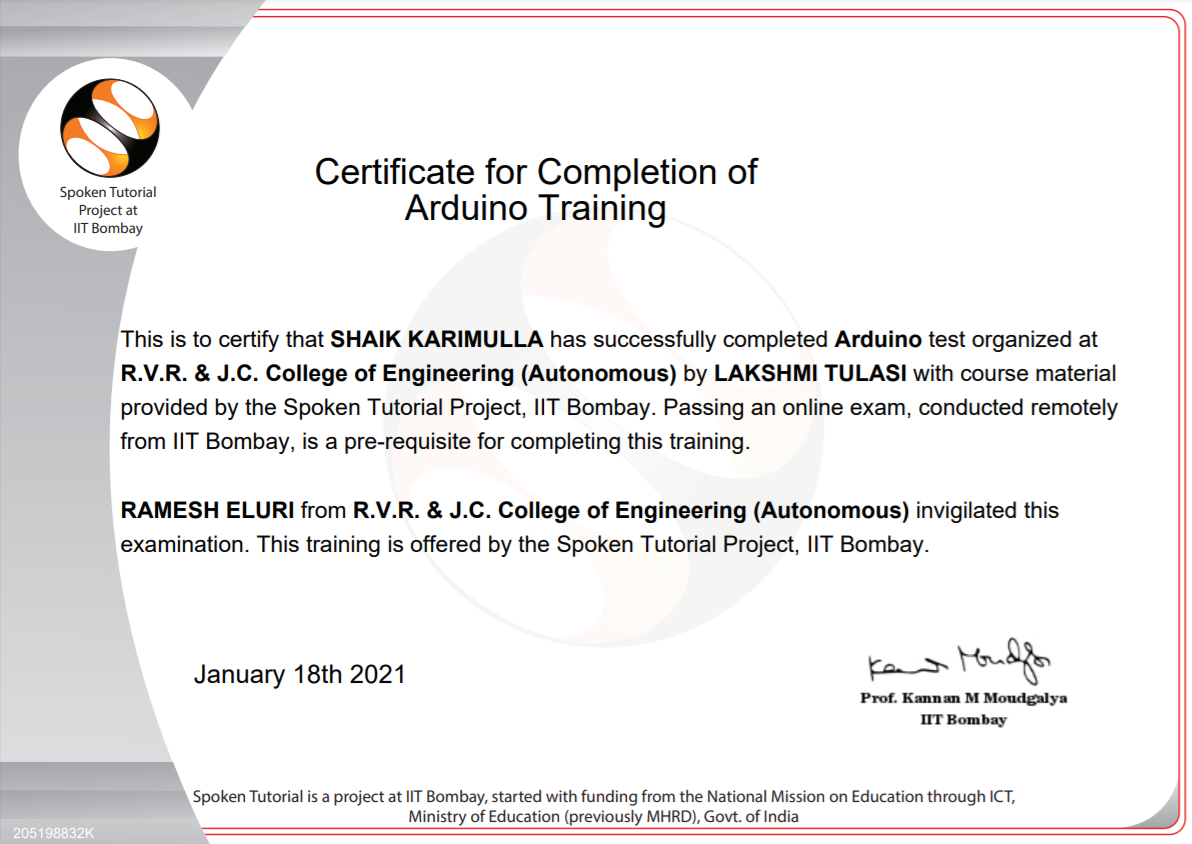 Spoken Tutorial
Project at
IIT Bombay
Certificate for Completion of
Arduino Training
This is to certify that SHAIK KARIMULLA has successfully completed Arduino test organized at
R.V.R. & J.C. College of Engineering (Autonomous) by LAKSHMI TULASI with course material
provided by the Spoken Tutorial Project, IIT Bombay. Passing an online exam, conducted remotely
from IIT Bombay, is a pre-requisite for completing this training.
RAMESH ELURI from R.V.R. & J.C. College of Engineering (Autonomous) invigilated this
examination. This training is offered by the Spoken Tutorial Project, IIT Bombay.
January 18th 2021
Kannan Moudgalya
Prof. Kannan M Moudgalya
IIT Bombay
Spoken Tutorial is a project at IIT Bombay, started with funding from the National Mission on Education through ICT,
Ministry of Education (previously MHRD), Govt. of India
205198832K